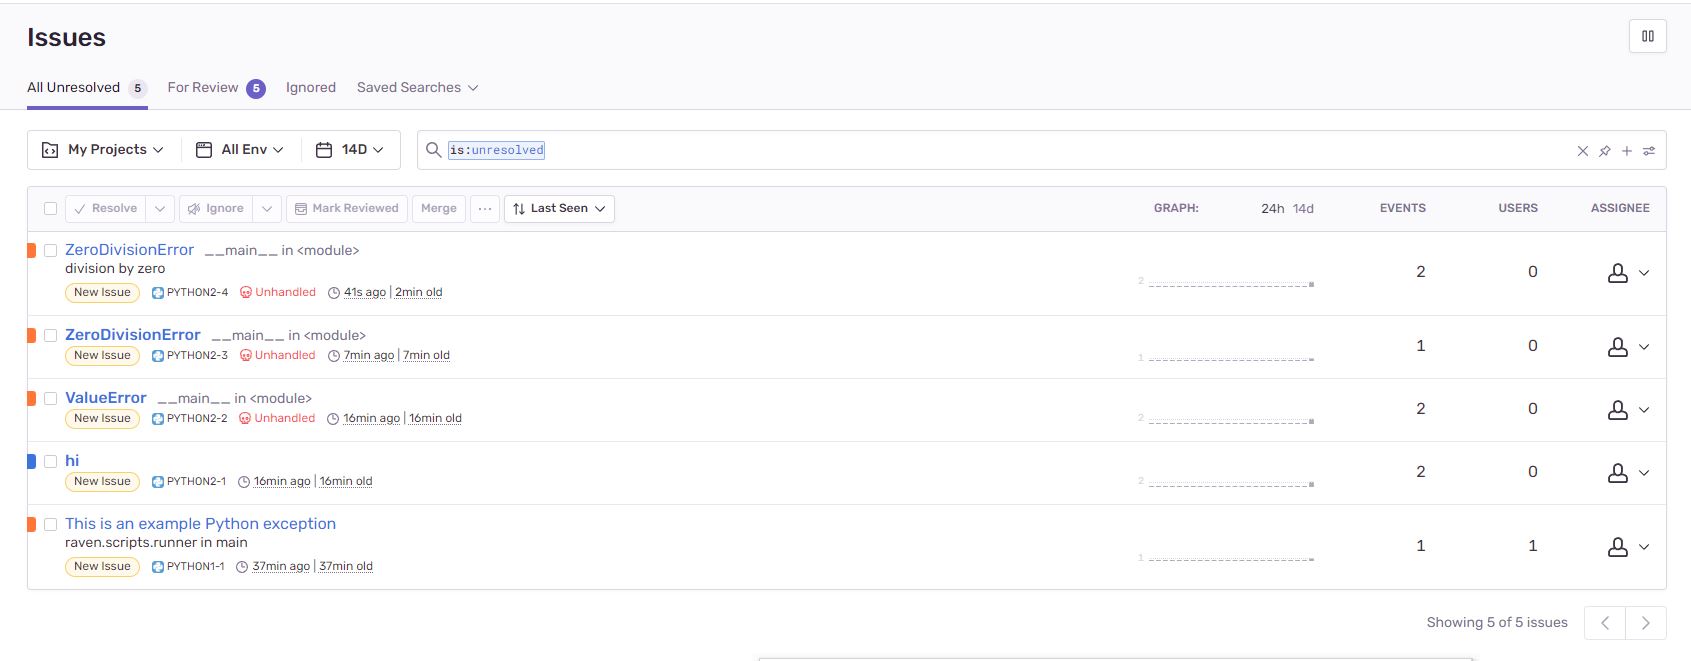 Issues
All Unresolved 5 For Review 5 Ignored Saved Searches
My Projects All Env 14D is:unresolved
Resolve Ignore Mark Reviewed Merge ... Last Seen GRAPH: 24h 14d EVENTS USERS ASSIGNEE
ZeroDivisionError __main__ in <module>
division by zero
2 2 0
New Issue PYTHON2-4 Unhandled 41s ago | 2min old
ZeroDivisionError __main__ in <module>
1 1 0
New Issue PYTHON2-3 Unhandled 7min ago | 7min old
ValueError __main__ in <module>
2 2 0
New Issue PYTHON2-2 Unhandled 16min ago | 16min old
hi
2 2 0
New Issue PYTHON2-1 16min ago | 16min old
This is an example Python exception
raven.scripts.runner in main
1 1 1
New Issue PYTHON1-1 37min ago | 37min old
Showing 5 of 5 issues